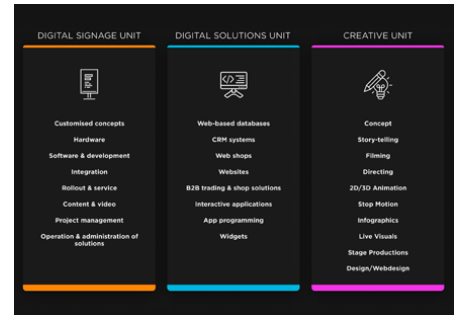 DIGITAL SIGNAGE UNIT
Customised concepts
Hardware
Software & development
Integration
Rollout & service
Content & video
Project management
Operation & administration of
solutions
DIGITAL SOLUTIONS UNIT
Web-based databases
CRM systems
Web shops
Websites
B2B trading & shop solutions
Interactive applications
App programming
Widgets
CREATIVE UNIT
Concept
Story-telling
Filming
Directing
2D/3D Animation
Stop Motion
Infographics
Live Visuals
Stage Productions
Design/Webdesign